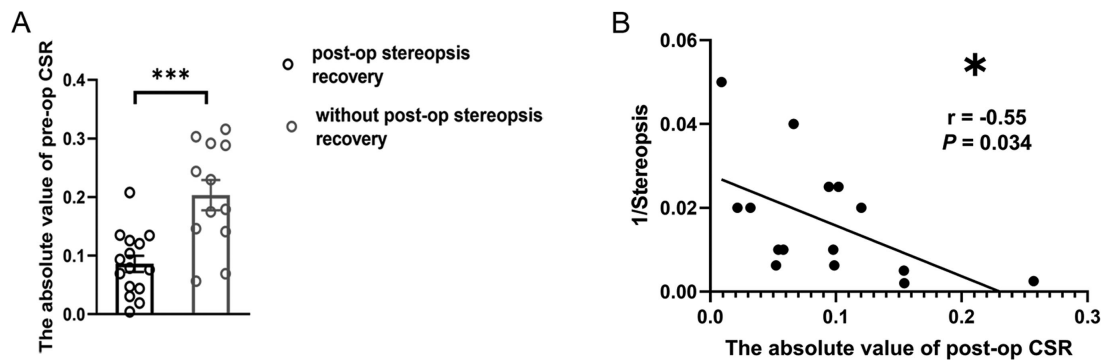 A
The absolute value of pre-op CSR
0.4
0.3
0.2
0.1
0.0
***
post-op stereopsis
recovery
without post-op stereopsis
recovery
B
1/Stereopsis
0.06
0.04
0.02
0.00
*
r = -0.55
P = 0.034
0.0 0.1 0.2 0.3
The absolute value of post-op CSR